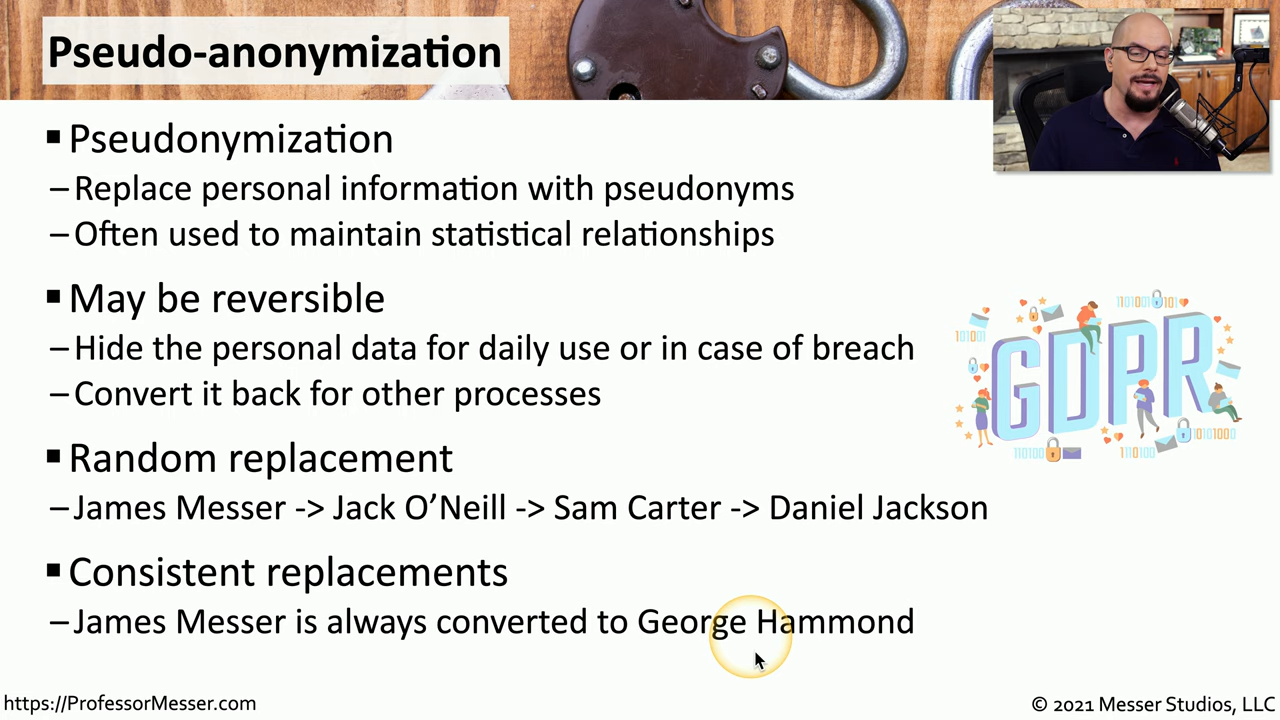 Pseudo-anonymization
▪ Pseudonymization
– Replace personal information with pseudonyms
– Often used to maintain statistical relationships
▪ May be reversible
– Hide the personal data for daily use or in case of breach
– Convert it back for other processes
▪ Random replacement
– James Messer -> Jack O’Neill -> Sam Carter -> Daniel Jackson
▪ Consistent replacements
– James Messer is always converted to George Hammond
GDPR
https://ProfessorMesser.com
© 2021 Messer Studios, LLC